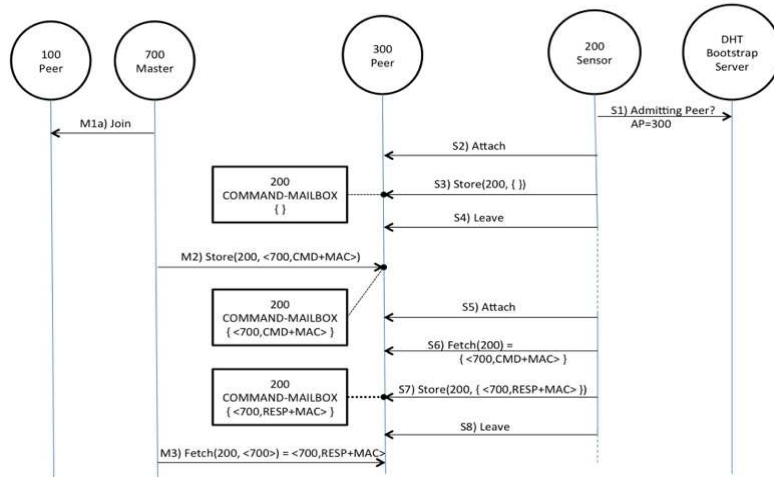 100
Peer
700
Master
300
Peer
200
Sensor
DHT
Bootstrap
Server
S1) Admitting Peer?
AP=300
M1a) Join
S2) Attach
200
COMMAND-MAILBOX
{ }
S3) Store(200, { })
S4) Leave
M2) Store(200, <700,CMD+MAC>)
200
COMMAND-MAILBOX
{ <700,CMD+MAC> }
S5) Attach
S6) Fetch(200) =
{ <700,CMD+MAC> }
200
COMMAND-MAILBOX
{ <700,RESP+MAC> }
S7) Store(200, { <700,RESP+MAC> })
S8) Leave
M3) Fetch(200, <700>) = <700,RESP+MAC>